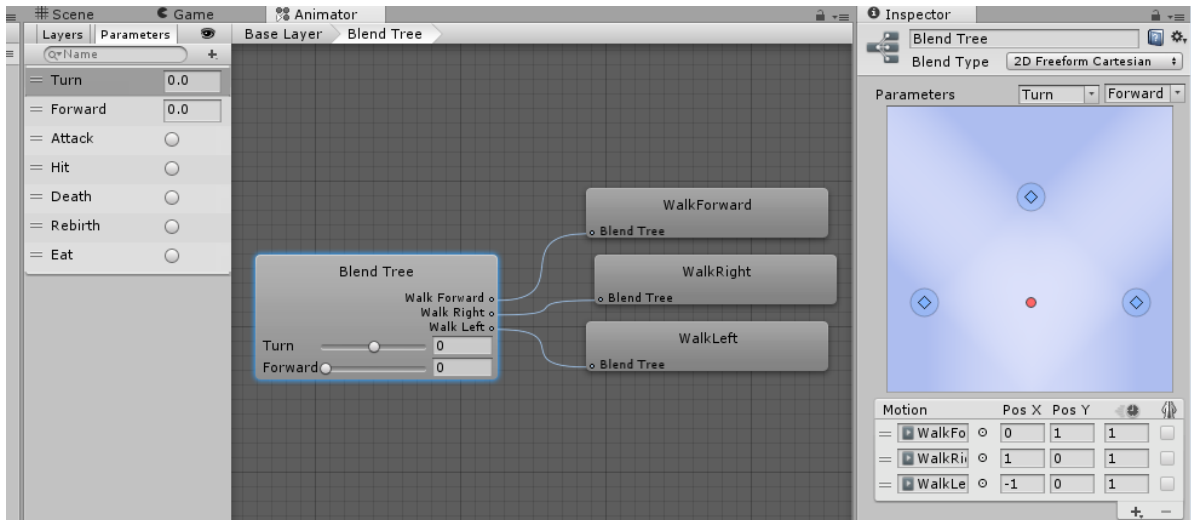 Scene Game Animator
Layers Parameters
Name
Turn 0.0
Forward 0.0
Attack
Hit
Death
Rebirth
Eat
Base Layer Blend Tree
Blend Tree
Walk Forward
Walk Right
Walk Left
Turn 0
Forward 0
WalkForward
Blend Tree
WalkRight
Blend Tree
WalkLeft
Blend Tree
Inspector
Blend Tree
Blend Type 2D Freeform Cartesian
Parameters Turn Forward
Motion Pos X Pos Y
WalkFo 0 1 1
WalkRi 1 0 1
WalkLe -1 0 1